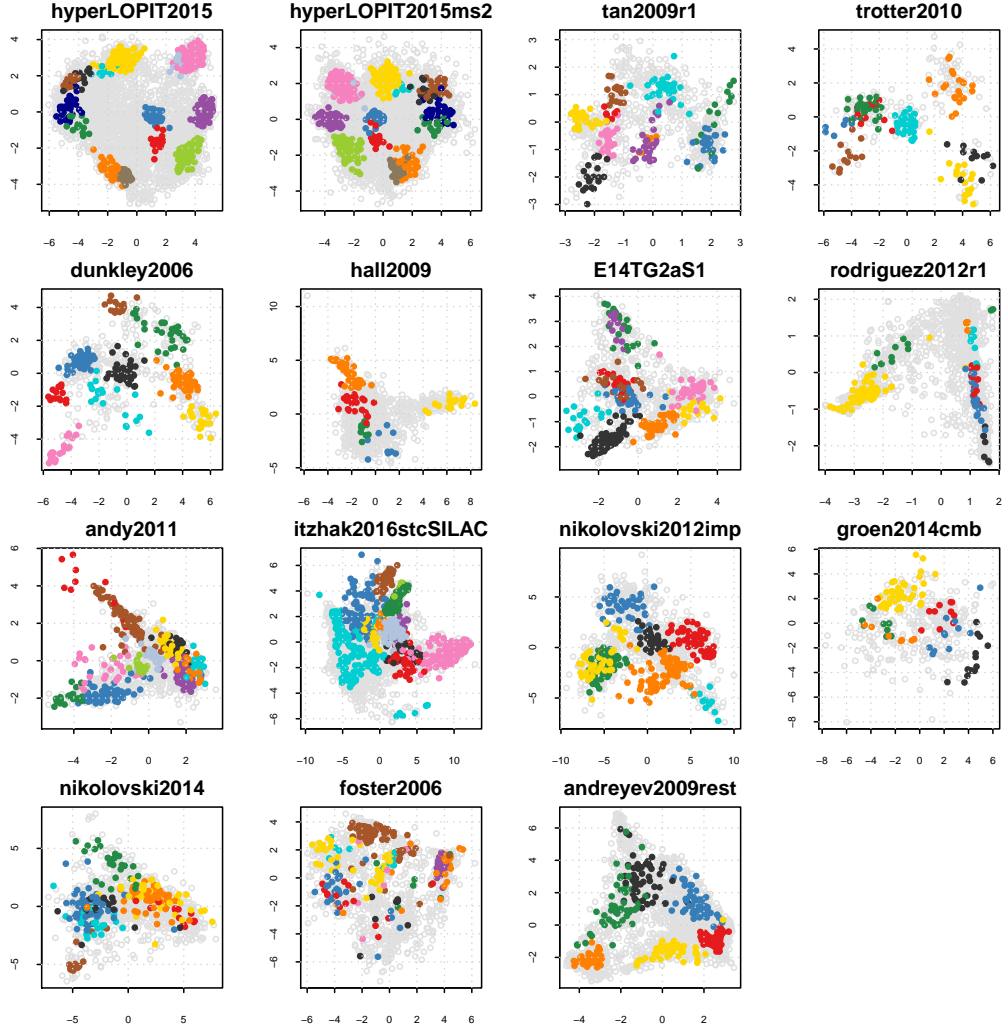 hyperLOPIT2015 hyperLOPIT2015ms2 tan2009r1 trotter2010
4 2 0 −2 −4
−6 −4 −2 0 2 4
4 2 0 −2 −4
−6 −4 −2 0 2 4 6
3 2 1 0 −1 −2 −3
−3 −2 −1 0 1 2 3
4 2 0 −2 −4
−6 −4 −2 0 2 4 6
dunkley2006 hall2009 E14TG2aS1 rodriguez2012r1
4 2 0 −2 −4
−6 −4 −2 0 2 4 6
10 5 0 −5
−8 −6 −4 −2 0 2 4 6 8
4 3 2 1 0 −1 −2
−2 0 2 4
2 1 0 −1 −2
−4 −3 −2 −1 0 1 2
andy2011 itzhak2016stcSILAC nikolovski2012imp groen2014cmb
6 4 2 0 −2
−4 −2 0 2
6 4 2 0 −2 −4 −6
−10 −5 0 5 10
5 0 −5
−10 −5 0 5 10
6 4 2 0 −2 −4 −6 −8
−8 −6 −4 −2 0 2 4 6
nikolovski2014 foster2006 andreyev2009rest
5 0 −5
−5 0 5
4 2 0 −2 −4 −6
−6 −4 −2 0 2 4 6
6 4 2 0 −2
−4 −2 0 2